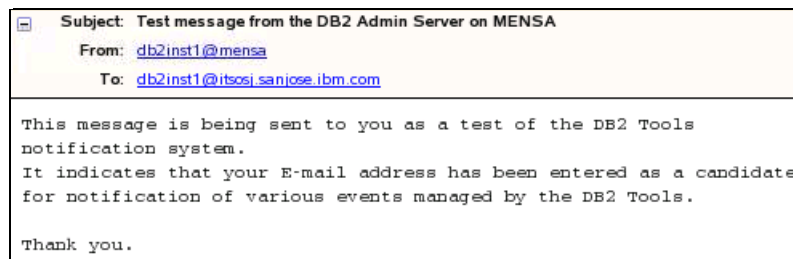 Subject: Test message from the DB2 Admin Server on MENSA
From: db2inst1@mensa
To: db2inst1@itsosj.sanjose.ibm.com
This message is being sent to you as a test of the DB2 Tools
notification system.
It indicates that your E-mail address has been entered as a candidate
for notification of various events managed by the DB2 Tools.
Thank you.